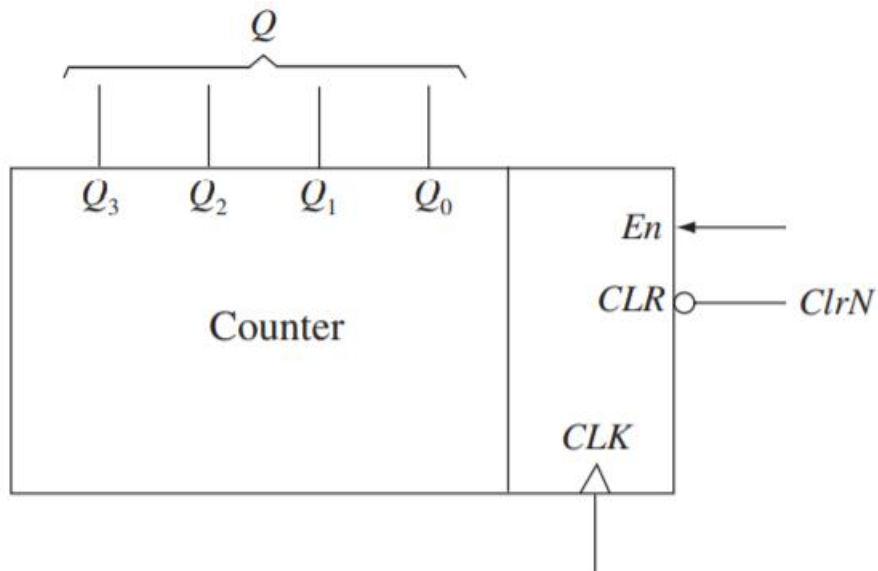 Q
Q₃ Q₂ Q₁ Q₀
En
CLR ClrN
Counter
CLK